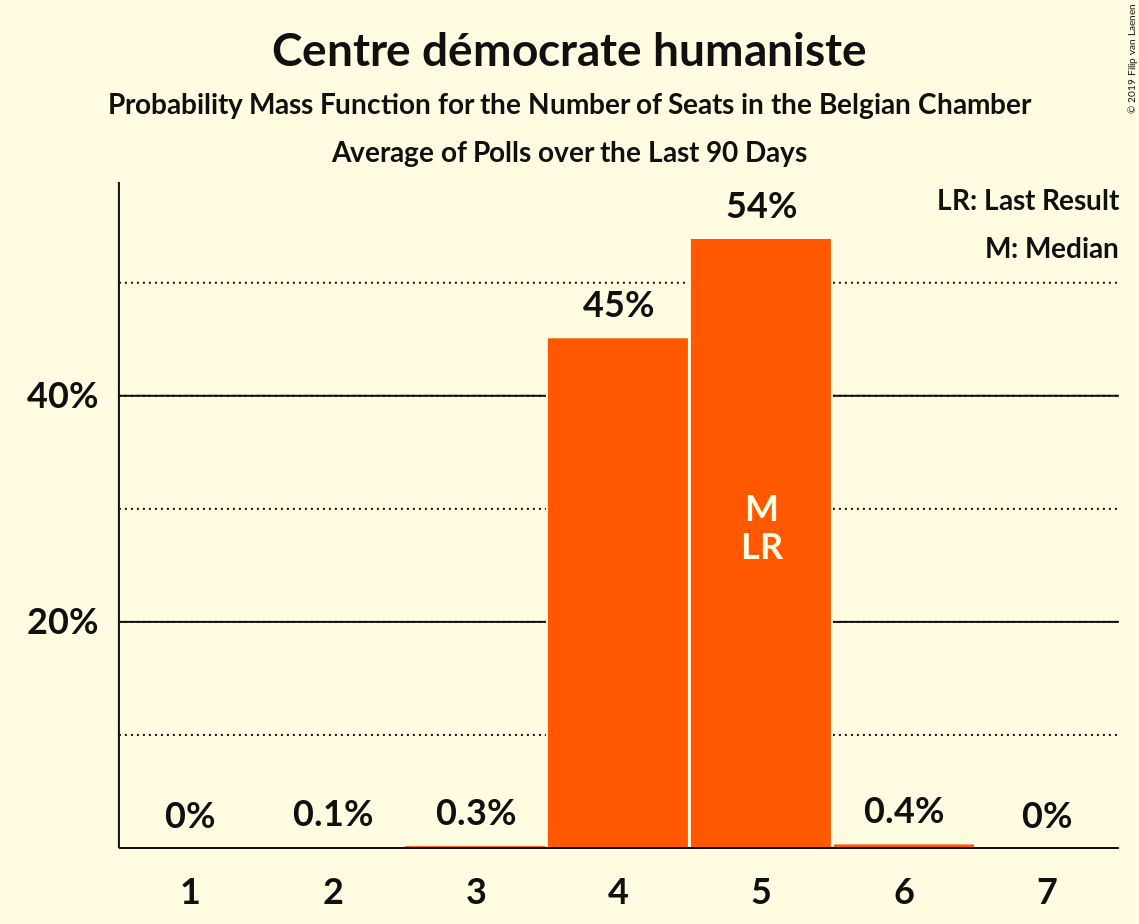 Centre démocrate humaniste
Probability Mass Function for the Number of Seats in the Belgian Chamber
Average of Polls over the Last 90 Days
© 2019 Filip van Laenen
LR: Last Result
M: Median
54%
45%
40%
M
LR
20%
0%
0.1%
0.3%
0.4%
0%
1
2
3
4
5
6
7